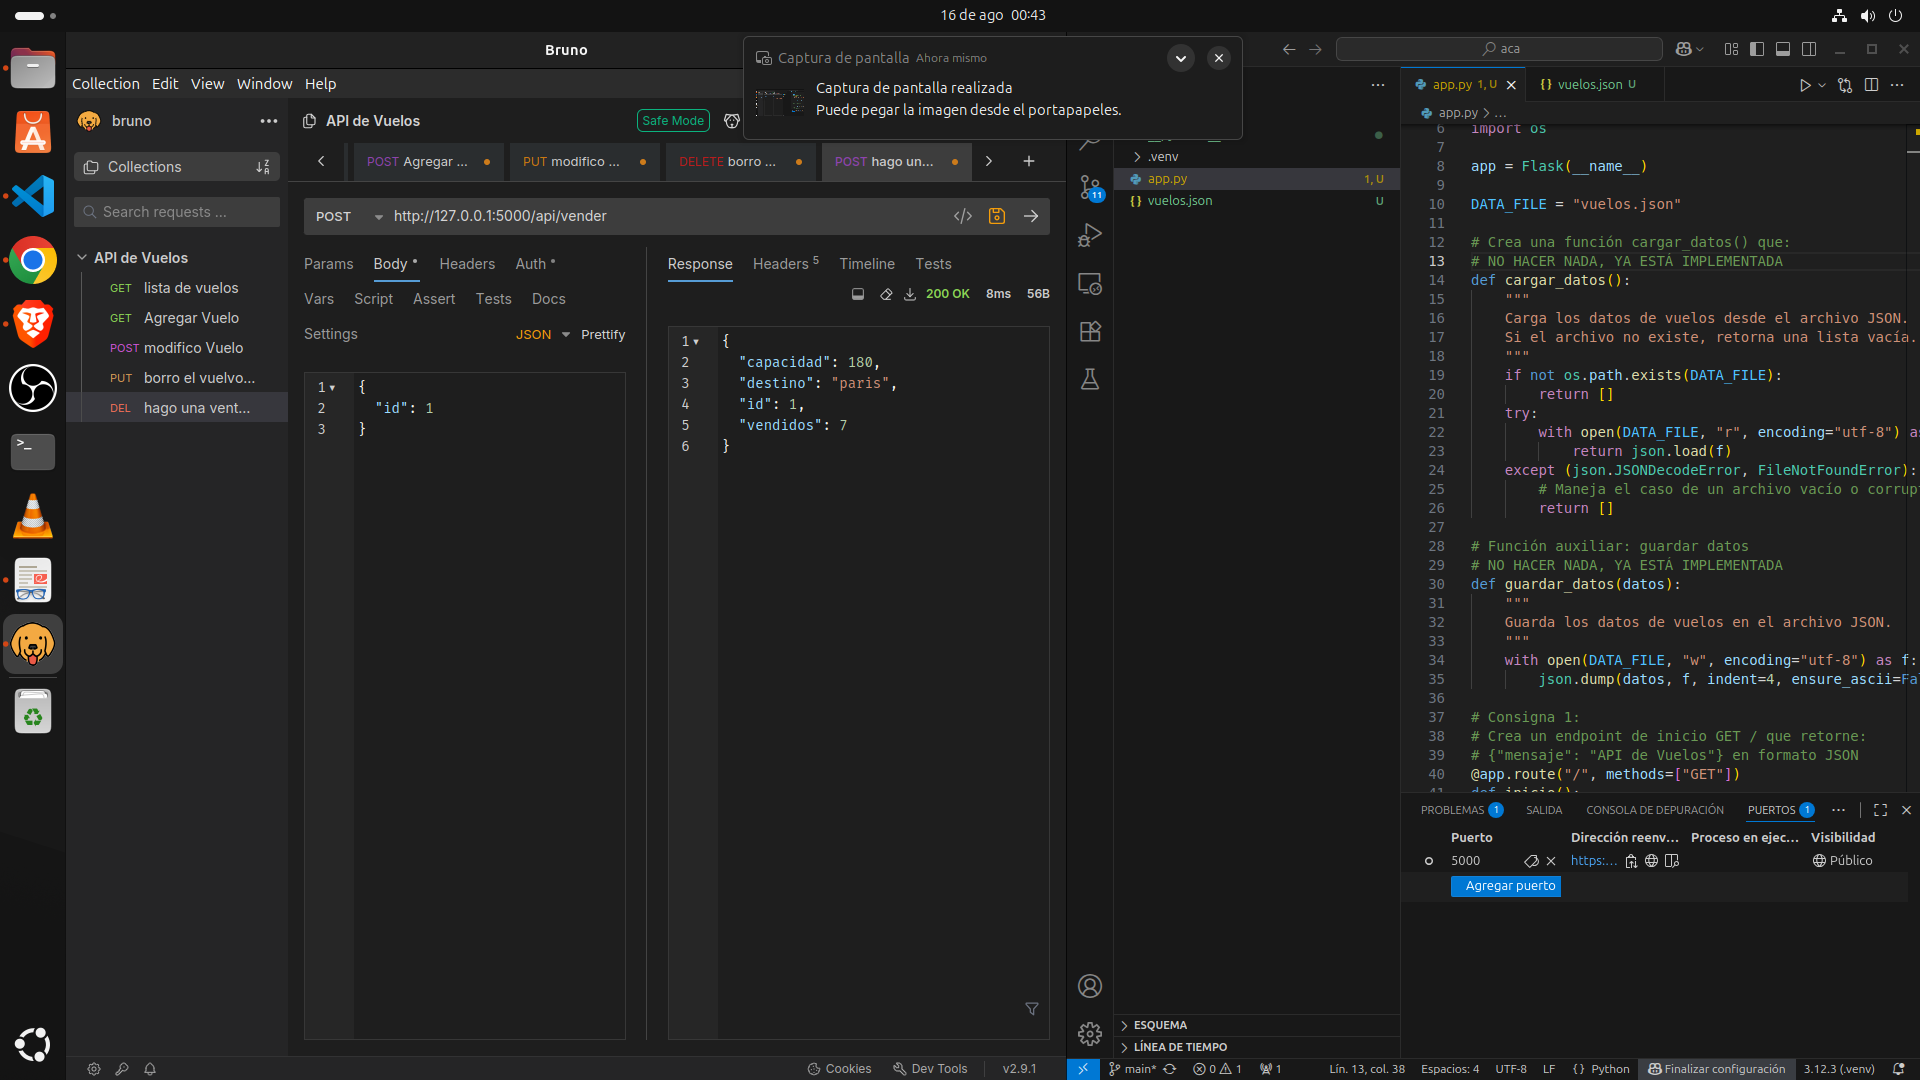 16 de ago 00:43
Bruno
Collection Edit View Window Help
bruno
Collections
Search requests ...
API de Vuelos
GET lista de vuelos
GET Agregar Vuelo
POST modifico Vuelo
PUT borro el vuelvo...
DEL hago una vent...
API de Vuelos
Safe Mode
POST Agregar ...
PUT modifico ...
DELETE borro ...
POST hago un...
POST http://127.0.0.1:5000/api/vender
Params Body Headers Auth
Vars Script Assert Tests Docs
Settings JSON Prettify
1 {
2 "id": 1
3 }
Response Headers 5 Timeline Tests
200 OK 8ms 56B
1 {
2 "capacidad": 180,
3 "destino": "paris",
4 "id": 1,
5 "vendidos": 7
6 }
Cookies Dev Tools v2.9.1
Captura de pantalla Ahora mismo
Captura de pantalla realizada
Puede pegar la imagen desde el portapapeles.
aca
.venv
app.py 1, U
vuelos.json U
11
ESQUEMA
LÍNEA DE TIEMPO
app.py 1, U
{} vuelos.json U
app.py > ...
6 import os
7
8 app = Flask(__name__)
9
10 DATA_FILE = "vuelos.json"
11
12 # Crea una función cargar_datos() que:
13 # NO HACER NADA, YA ESTÁ IMPLEMENTADA
14 def cargar_datos():
15 """
16 Carga los datos de vuelos desde el archivo JSON.
17 Si el archivo no existe, retorna una lista vacía.
18 """
19 if not os.path.exists(DATA_FILE):
20 return []
21 try:
22 with open(DATA_FILE, "r", encoding="utf-8") as
23 return json.load(f)
24 except (json.JSONDecodeError, FileNotFoundError):
25 # Maneja el caso de un archivo vacío o corrup
26 return []
27
28 # Función auxiliar: guardar datos
29 # NO HACER NADA, YA ESTÁ IMPLEMENTADA
30 def guardar_datos(datos):
31 """
32 Guarda los datos de vuelos en el archivo JSON.
33 """
34 with open(DATA_FILE, "w", encoding="utf-8") as f:
35 json.dump(datos, f, indent=4, ensure_ascii=Fa
36
37 # Consigna 1:
38 # Crea un endpoint de inicio GET / que retorne:
39 # {"mensaje": "API de Vuelos"} en formato JSON
40 @app.route("/", methods=["GET"])
41 def inicio():
PROBLEMAS 1 SALIDA CONSOLA DE DEPURACIÓN PUERTOS 1
Puerto Dirección reenv... Proceso en ejec... Visibilidad
5000 https:... Público
Agregar puerto
main* 0 1 1 Lín. 13, col. 38 Espacios: 4 UTF-8 LF {} Python Finalizar configuración 3.12.3 (.venv)